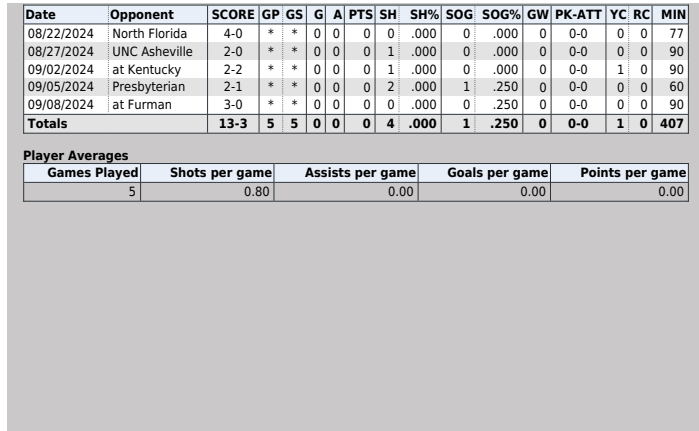 Date Opponent SCORE GP GS G A PTS SH SH% SOG SOG% GW PK-ATT YC RC MIN
08/22/2024 North Florida 4-0 * * 0 0 0 0 .000 0 .000 0 0-0 0 0 77
08/27/2024 UNC Asheville 2-0 * * 0 0 0 1 .000 0 .000 0 0-0 0 0 90
09/02/2024 at Kentucky 2-2 * * 0 0 0 1 .000 0 .000 0 0-0 1 0 90
09/05/2024 Presbyterian 2-1 * * 0 0 0 2 .000 1 .250 0 0-0 0 0 60
09/08/2024 at Furman 3-0 * * 0 0 0 0 .000 0 .250 0 0-0 0 0 90
Totals 13-3 5 5 0 0 0 4 .000 1 .250 0 0-0 1 0 407
Player Averages
Games Played Shots per game Assists per game Goals per game Points per game
5 0.80 0.00 0.00 0.00